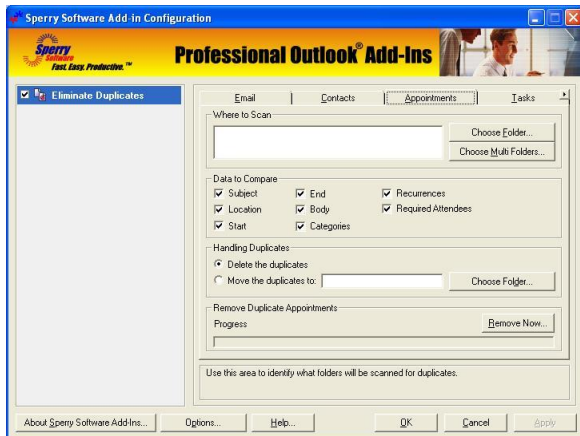 Sperry Software Add-in Configuration
Sperry
Software
Fast. Easy. Productive. ™
Professional Outlook® Add-Ins
Eliminate Duplicates
Email Contacts Appointments Tasks
Where to Scan
Choose Folder...
Choose Multi Folders...
Data to Compare
Subject End Recurrences
Location Body Required Attendees
Start Categories
Handling Duplicates
Delete the duplicates
Move the duplicates to: Choose Folder...
Remove Duplicate Appointments
Progress Remove Now...
Use this area to identify what folders will be scanned for duplicates.
About Sperry Software Add-Ins... Options... Help... OK Cancel Apply